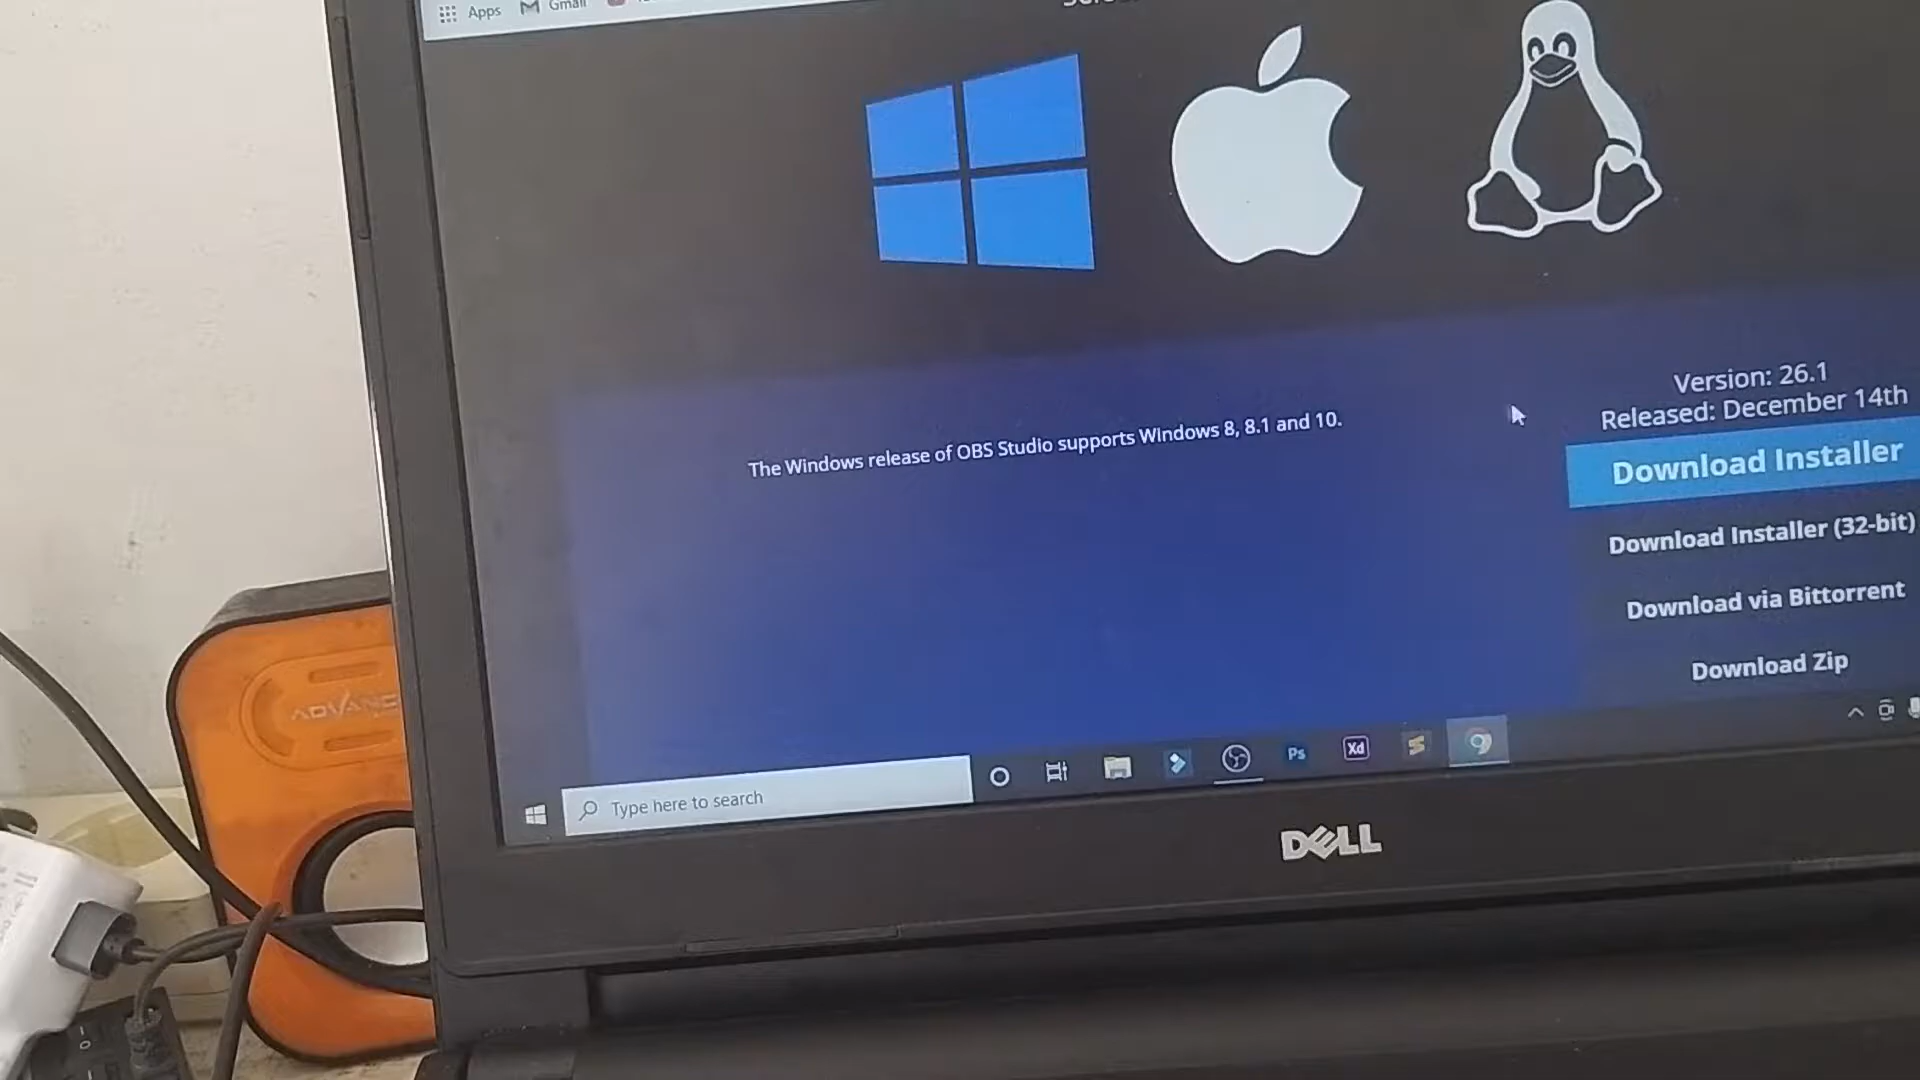 Apps
Gmail
The Windows release of OBS Studio supports Windows 8, 8.1 and 10.
Version: 26.1
Released: December 14th
Download Installer
Download Installer (32-bit)
Download via Bittorrent
Download Zip
Type here to search
Ps
Xd
DELL